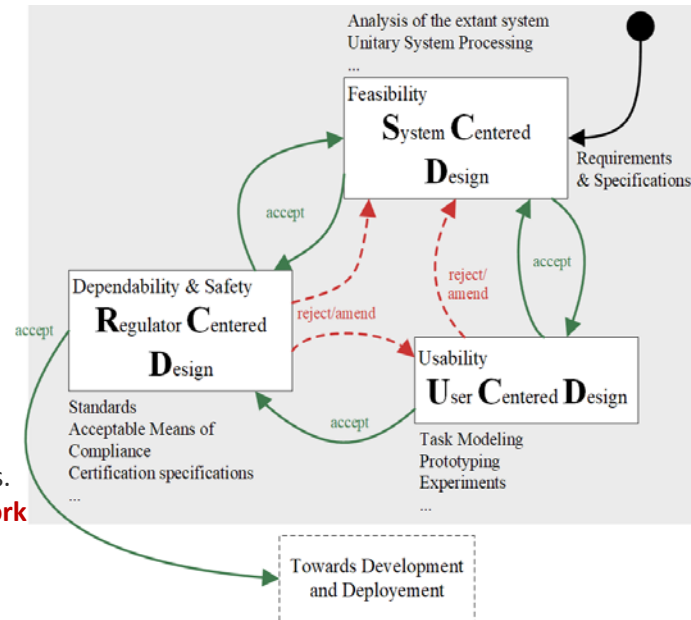 Analysis of the extant system
Unitary System Processing
...
Feasibility
System Centered
Design
Requirements
& Specifications
accept
accept
reject/
amend
reject/amend
Dependability & Safety
Regulator Centered
Design
accept
Usability
User Centered Design
accept
Standards
Acceptable Means of
Compliance
Certification specifications
...
Task Modeling
Prototyping
Experiments
...
s.
ork
Towards Development
and Deployement